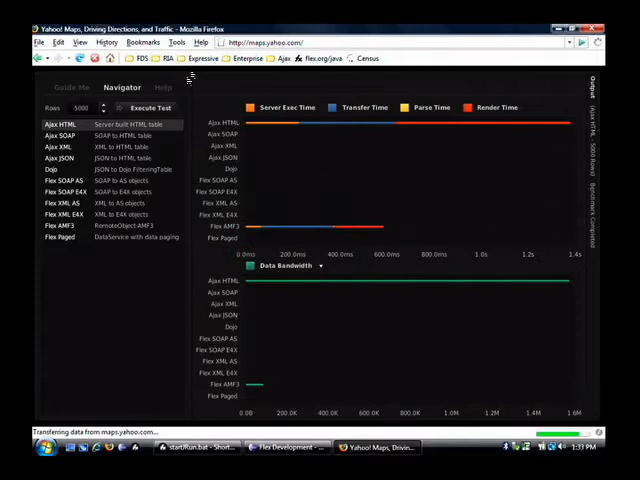 Yahoo! Maps, Driving Directions, and Traffic - Mozilla Firefox
File Edit View History Bookmarks Tools Help http://maps.yahoo.com/
FDS RIA Expressive Enterprise Ajax flex.org/java Census
Guide Me Navigator Help
Rows 5000 Execute Test
Ajax HTML Server built HTML table
Ajax SOAP SOAP to HTML table
Ajax XML XML to HTML table
Ajax JSON JSON to HTML table
Dojo JSON to Dojo FilteringTable
Flex SOAP AS SOAP to AS objects
Flex SOAP E4X SOAP to E4X objects
Flex XML AS XML to AS objects
Flex XML E4X XML to E4X objects
Flex AMF3 RemoteObject AMF3
Flex Paged DataService with data paging
Server Exec Time Transfer Time Parse Time Render Time
Ajax HTML
Ajax SOAP
Ajax XML
Ajax JSON
Dojo
Flex SOAP AS
Flex SOAP E4X
Flex XML AS
Flex XML E4X
Flex AMF3
Flex Paged
0.0ms 200.0ms 400.0ms 600.0ms 800.0ms 1.0s 1.2s 1.4s
Data Bandwidth
Ajax HTML
Ajax SOAP
Ajax XML
Ajax JSON
Dojo
Flex SOAP AS
Flex SOAP E4X
Flex XML AS
Flex XML E4X
Flex AMF3
Flex Paged
0.0B 200.0K 400.0K 600.0K 800.0K 1.0M 1.2M 1.4M 1.6M
Output (Ajax HTML - 5000 Rows) Benchmark Completed
Transferring data from maps.yahoo.com...
startJRun.bat - Short... Flex Development - ... Yahoo! Maps, Drivin... 1:33 PM